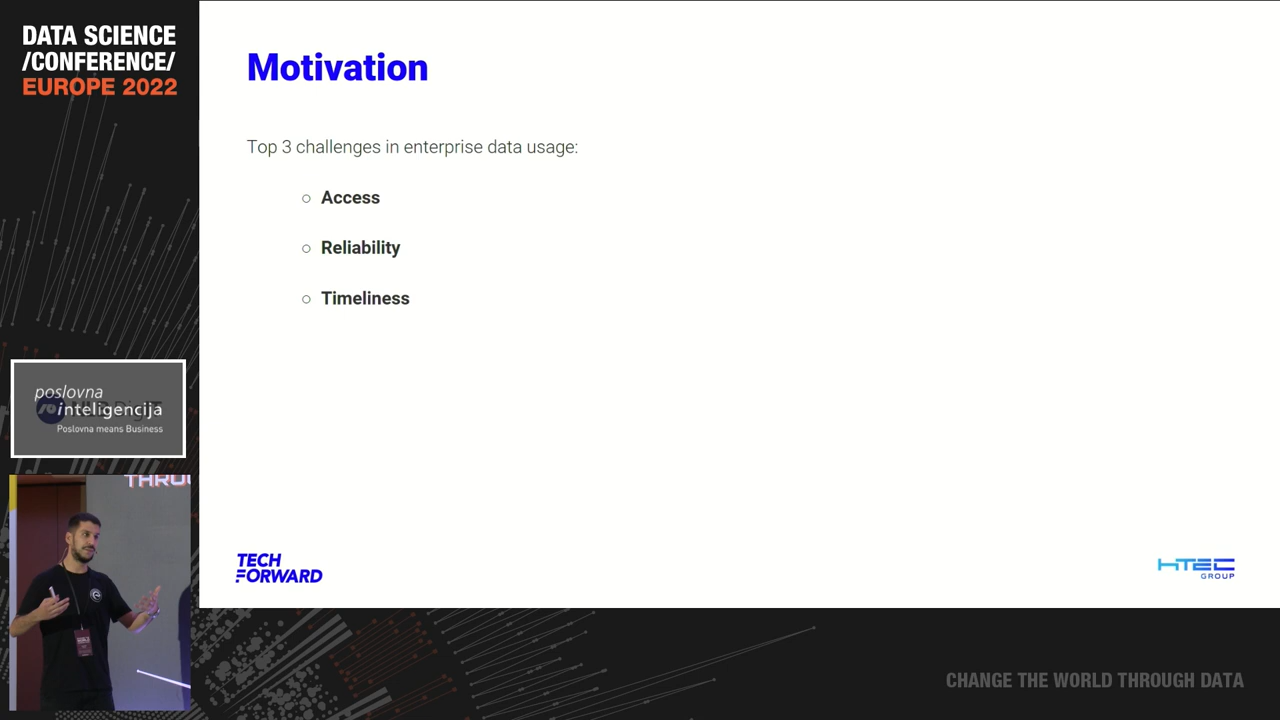 DATA SCIENCE
/CONFERENCE/
EUROPE 2022
Motivation
Top 3 challenges in enterprise data usage:
Access
Reliability
Timeliness
poslovna
inteligencija
Poslovna means Business
THROU
TECH
FORWARD
HTEC
GROUP
CHANGE THE WORLD THROUGH DATA